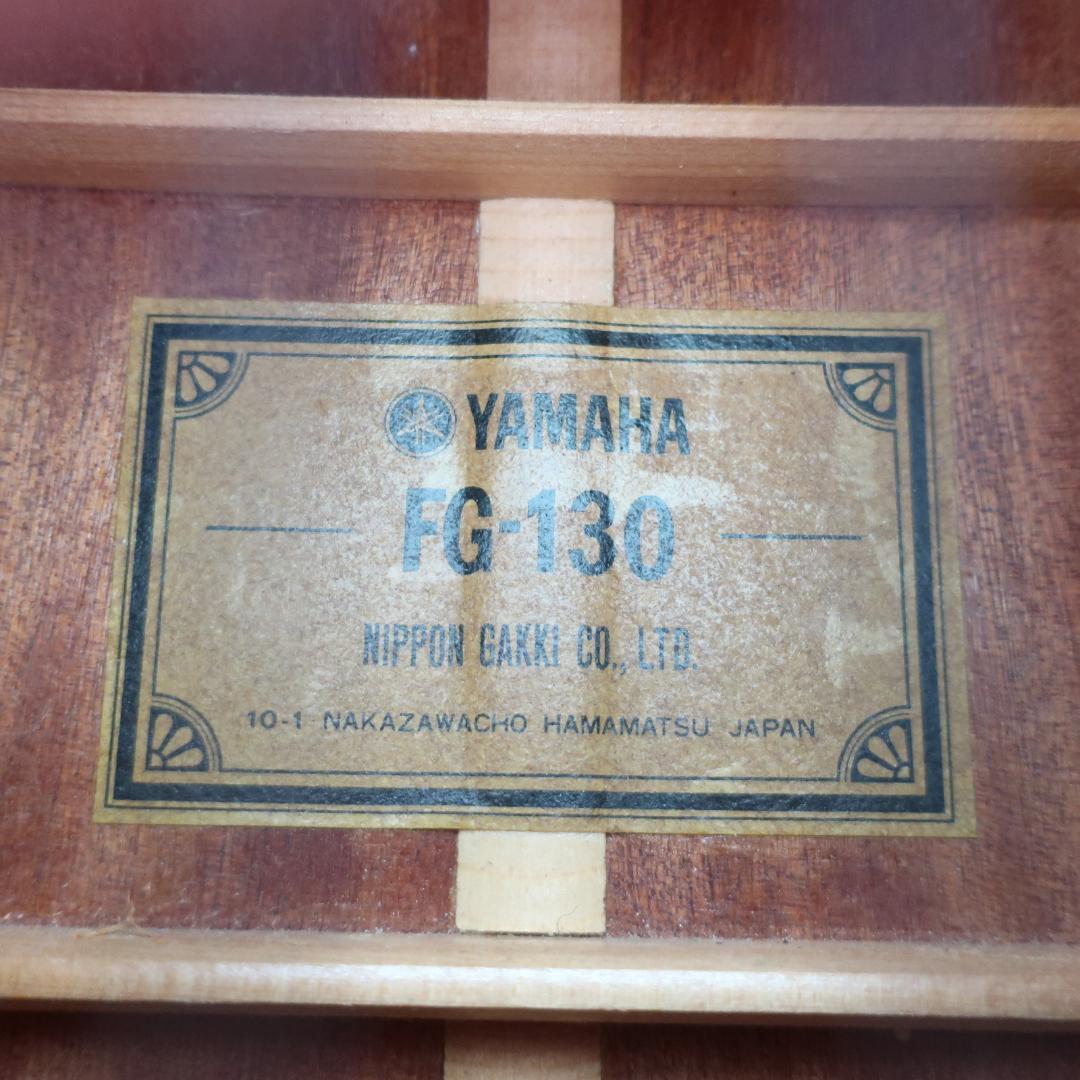 YAMAHA
FG-130
NIPPON GAKKI CO., LTD.
10-1 NAKAZAWACHO HAMAMATSU JAPAN